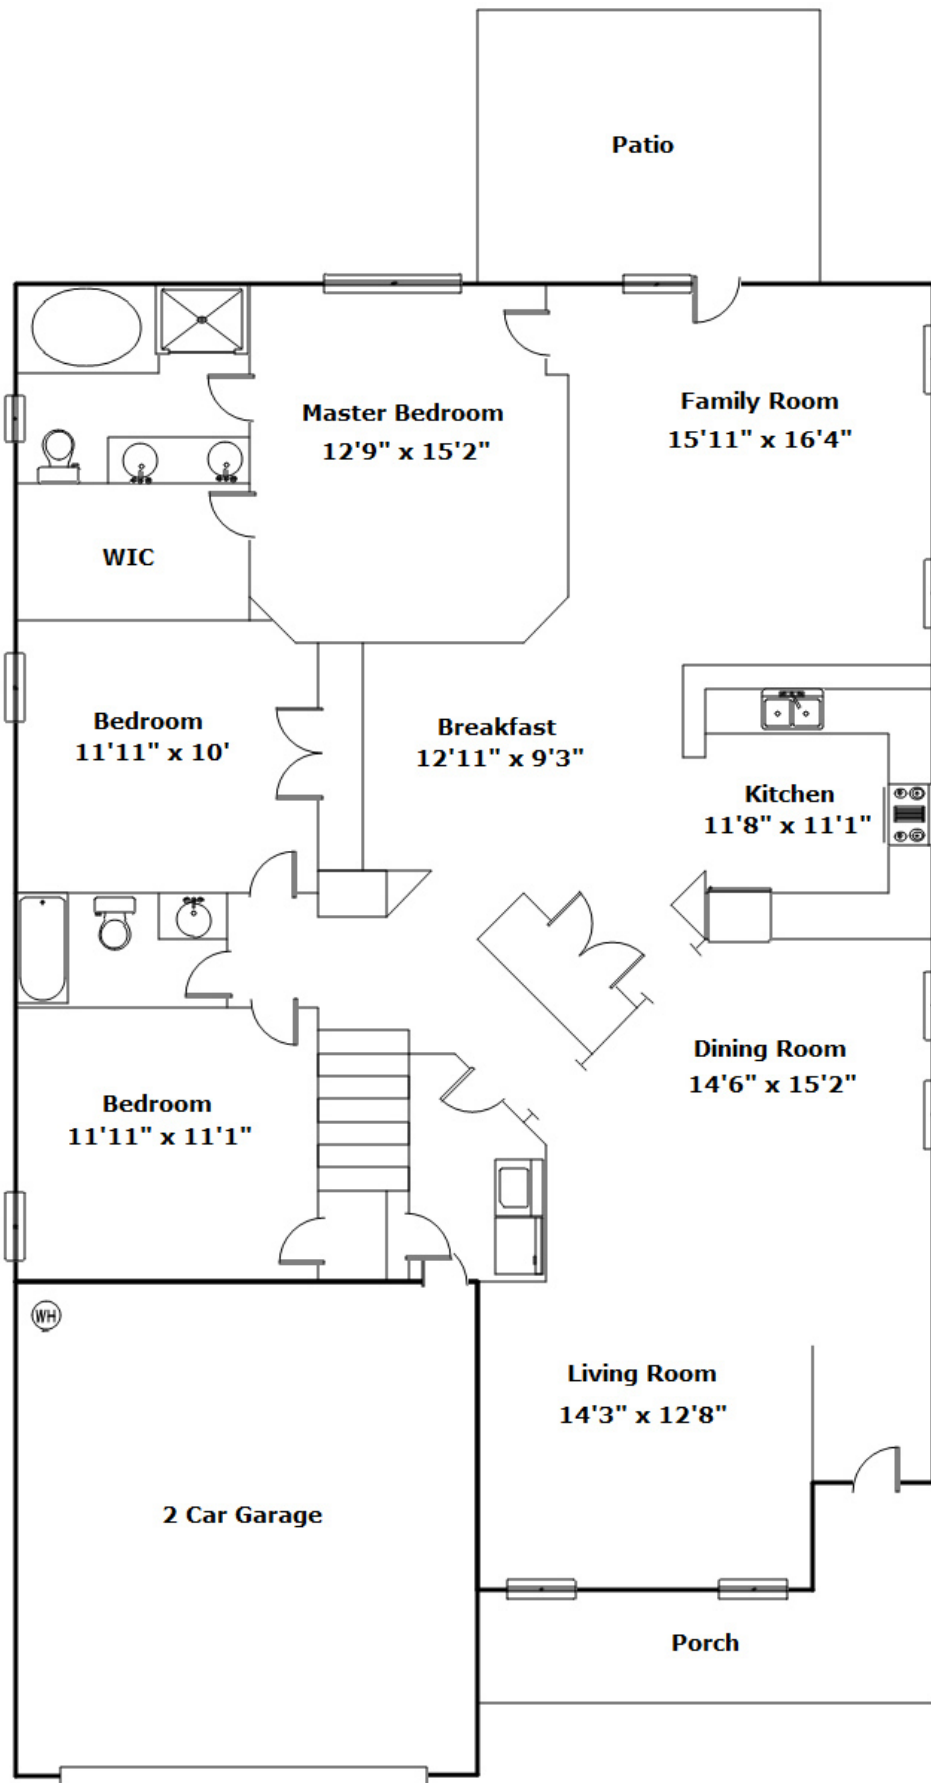 Patio
Master Bedroom
12'9" x 15'2"
Family Room
15'11" x 16'4"
WIC
Bedroom
11'11" x 10'
Breakfast
12'11" x 9'3"
Kitchen
11'8" x 11'1"
Dining Room
14'6" x 15'2"
Bedroom
11'11" x 11'1"
WH
Living Room
14'3" x 12'8"
2 Car Garage
Porch